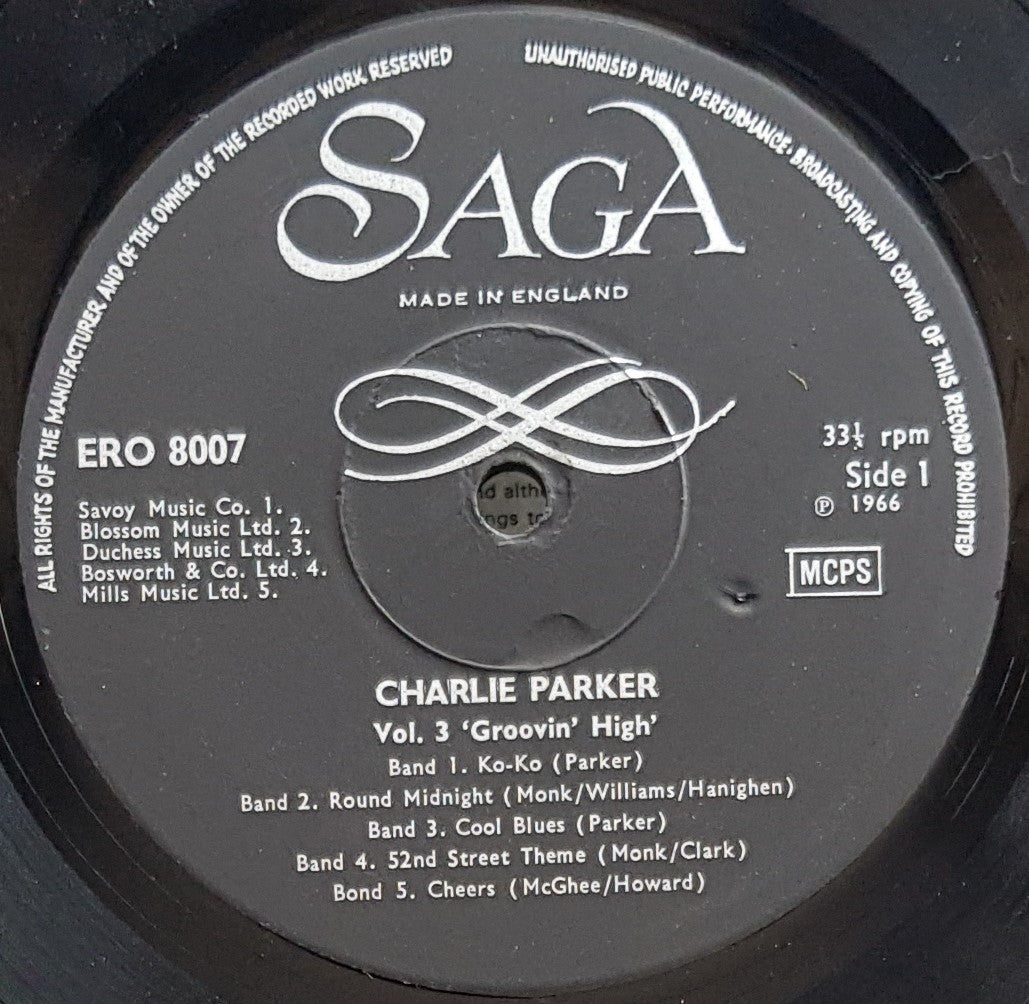 ALL RIGHTS OF THE MANUFACTURER AND OF THE OWNER OF THE RECORDED WORK RESERVED
UNAUTHORISED PUBLIC PERFORMANCE · BROADCASTING AND COPYING OF THIS RECORD PROHIBITED
SAGA
MADE IN ENGLAND
ERO 8007
33⅓ rpm
Side 1
℗ 1966
Savoy Music Co. 1.
Blossom Music Ltd. 2.
Duchess Music Ltd. 3.
Bosworth & Co. Ltd. 4.
Mills Music Ltd. 5.
MCPS
CHARLIE PARKER
Vol. 3 ‘Groovin’ High’
Band 1. Ko-Ko (Parker)
Band 2. Round Midnight (Monk/Williams/Hanighen)
Band 3. Cool Blues (Parker)
Band 4. 52nd Street Theme (Monk/Clark)
Bond 5. Cheers (McGhee/Howard)